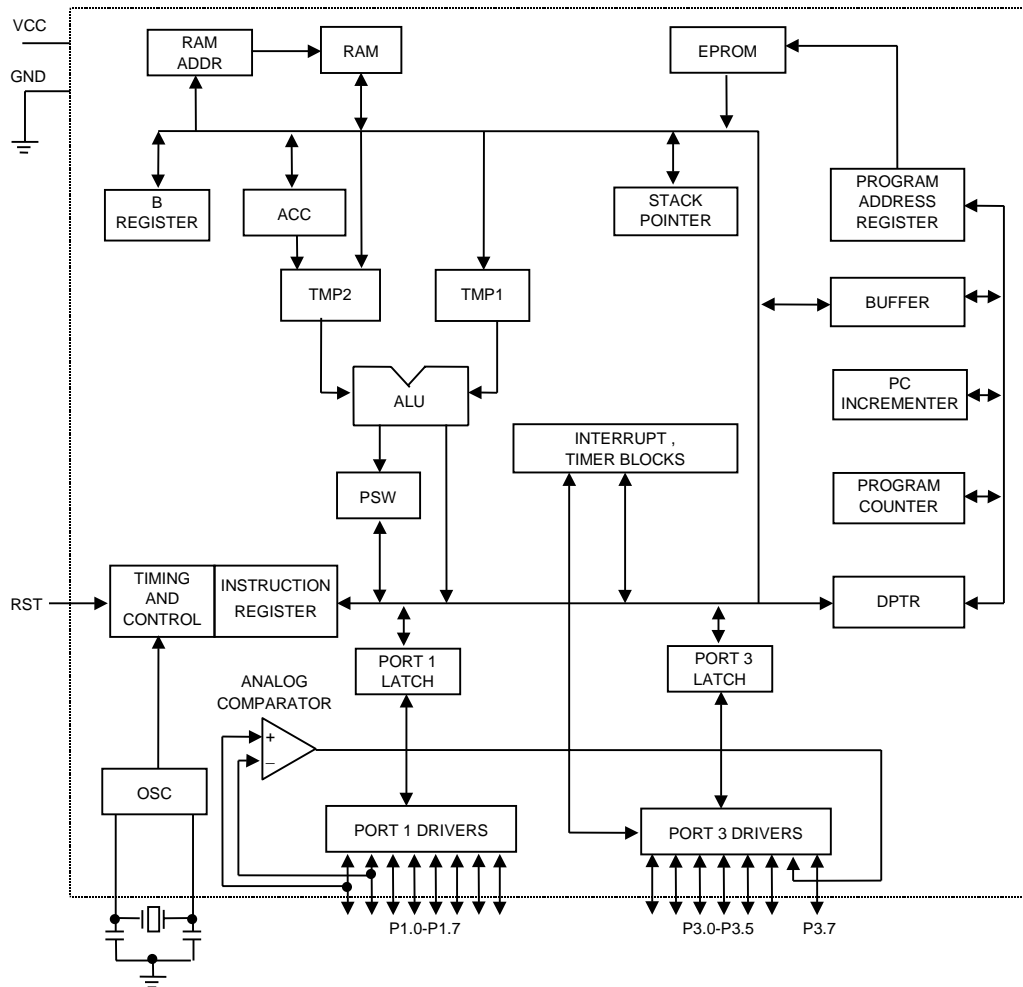 VCC
GND
RAM
ADDR
RAM
EPROM
B
REGISTER
ACC
STACK
POINTER
PROGRAM
ADDRESS
REGISTER
TMP2
TMP1
BUFFER
ALU
PC
INCREMENTER
INTERRUPT ,
TIMER BLOCKS
PSW
PROGRAM
COUNTER
RST
TIMING
AND
CONTROL
INSTRUCTION
REGISTER
DPTR
PORT 1
LATCH
PORT 3
LATCH
ANALOG
COMPARATOR
+
−
OSC
PORT 1 DRIVERS
PORT 3 DRIVERS
P1.0-P1.7
P3.0-P3.5
P3.7